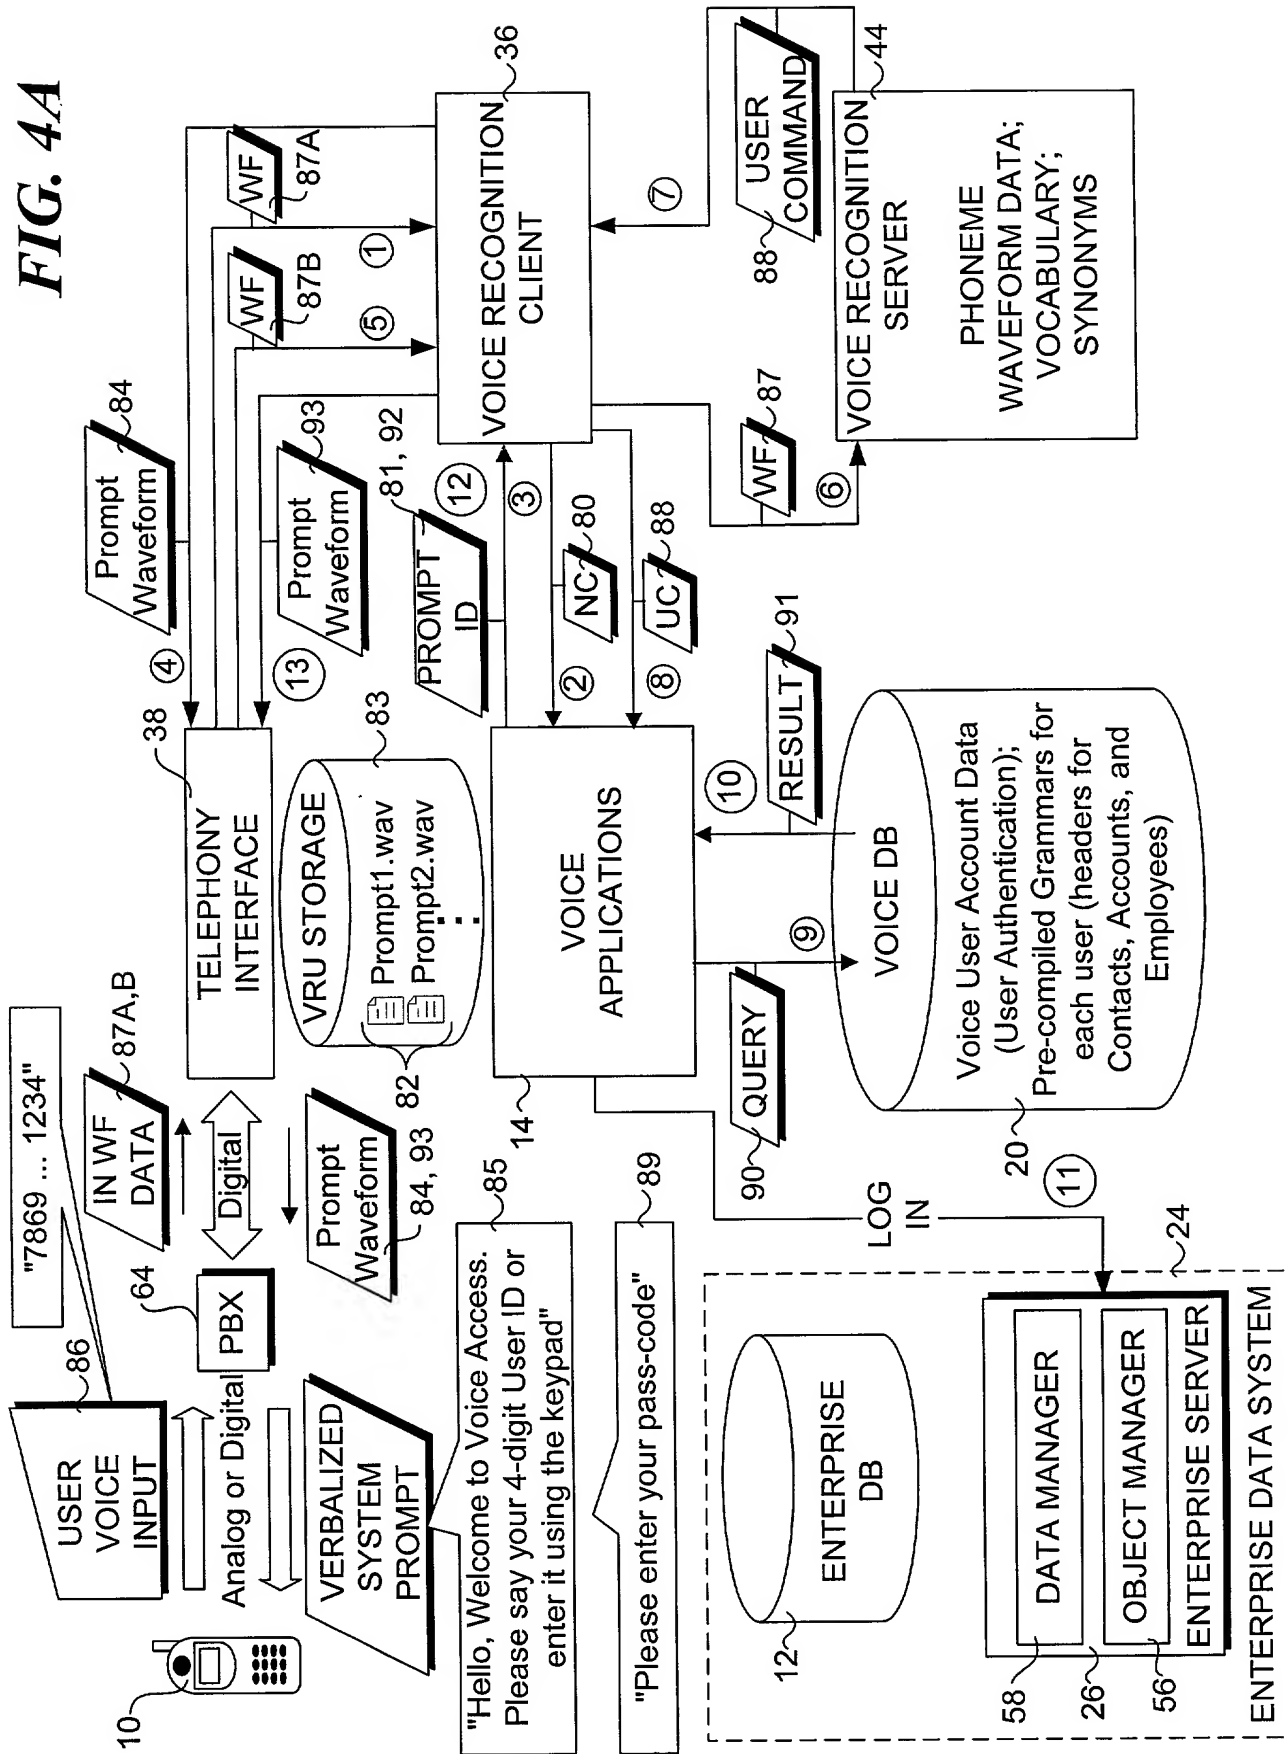 FIG. 4A
"7869 ... 1234"
86
USER
VOICE
INPUT
10
Analog or Digital
VERBALIZED
SYSTEM
PROMPT
64
PBX
IN WF
DATA
87A,B
Digital
Prompt
Waveform
84, 93
38
TELEPHONY
INTERFACE
4
Prompt
Waveform
84
13
Prompt
Waveform
93
WF
87A
1
WF
87B
5
36
VOICE RECOGNITION
CLIENT
85
"Hello, Welcome to Voice Access.
Please say your 4-digit User ID or
enter it using the keypad"
89
"Please enter your pass-code"
VRU STORAGE
83
Prompt1.wav
Prompt2.wav
82
PROMPT
ID
81, 92
12
3
2
NC
80
8
UC
88
14
VOICE
APPLICATIONS
7
USER
COMMAND
88
WF
87
6
44
VOICE RECOGNITION
SERVER
PHONEME
WAVEFORM DATA;
VOCABULARY;
SYNONYMS
QUERY
90
9
10
RESULT
91
VOICE DB
Voice User Account Data
(User Authentication);
Pre-compiled Grammars for
each user (headers for
Contacts, Accounts, and
Employees)
20
LOG
IN
11
24
ENTERPRISE
DB
12
DATA MANAGER
58
OBJECT MANAGER
56
ENTERPRISE SERVER
26
ENTERPRISE DATA SYSTEM